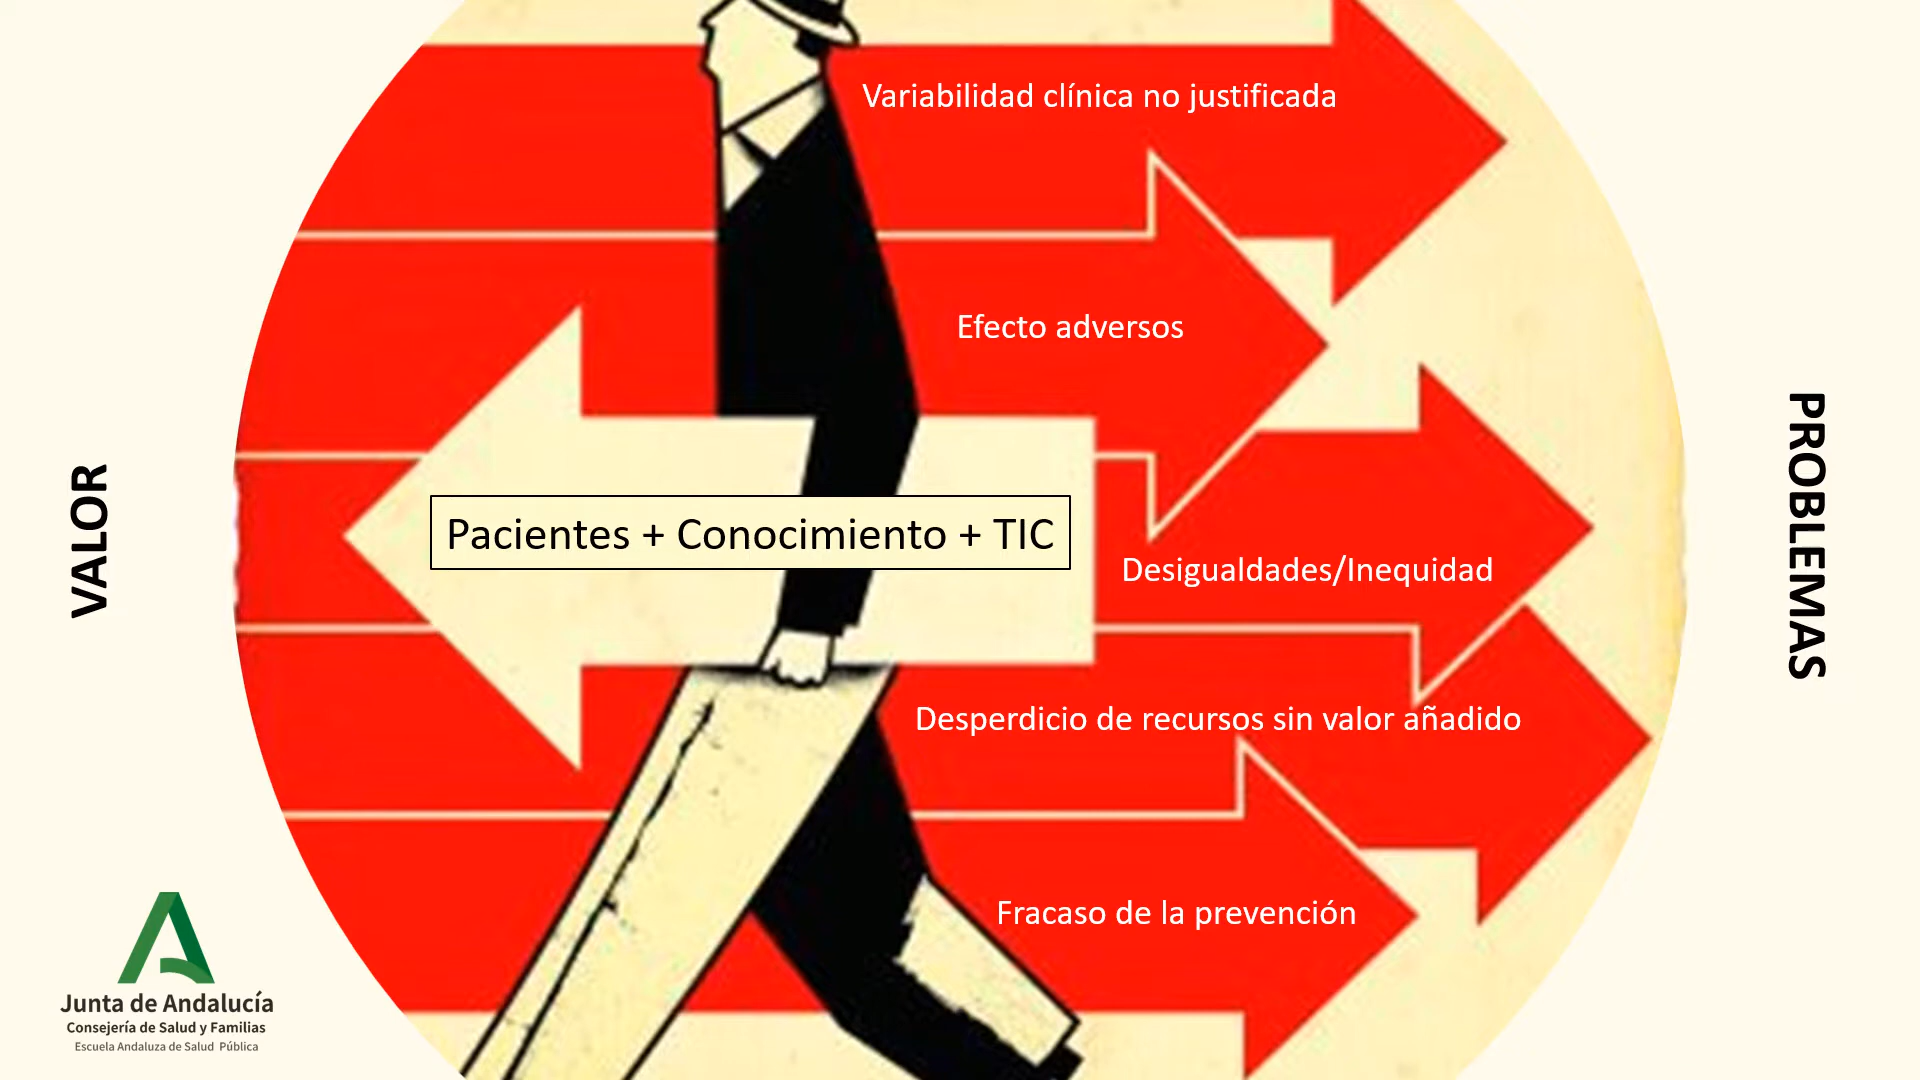 Variabilidad clínica no justificada
Efecto adversos
VALOR
Pacientes + Conocimiento + TIC
Desigualdades/Inequidad
PROBLEMAS
Desperdicio de recursos sin valor añadido
Fracaso de la prevención
Junta de Andalucía
Consejería de Salud y Familias
Escuela Andaluza de Salud Pública